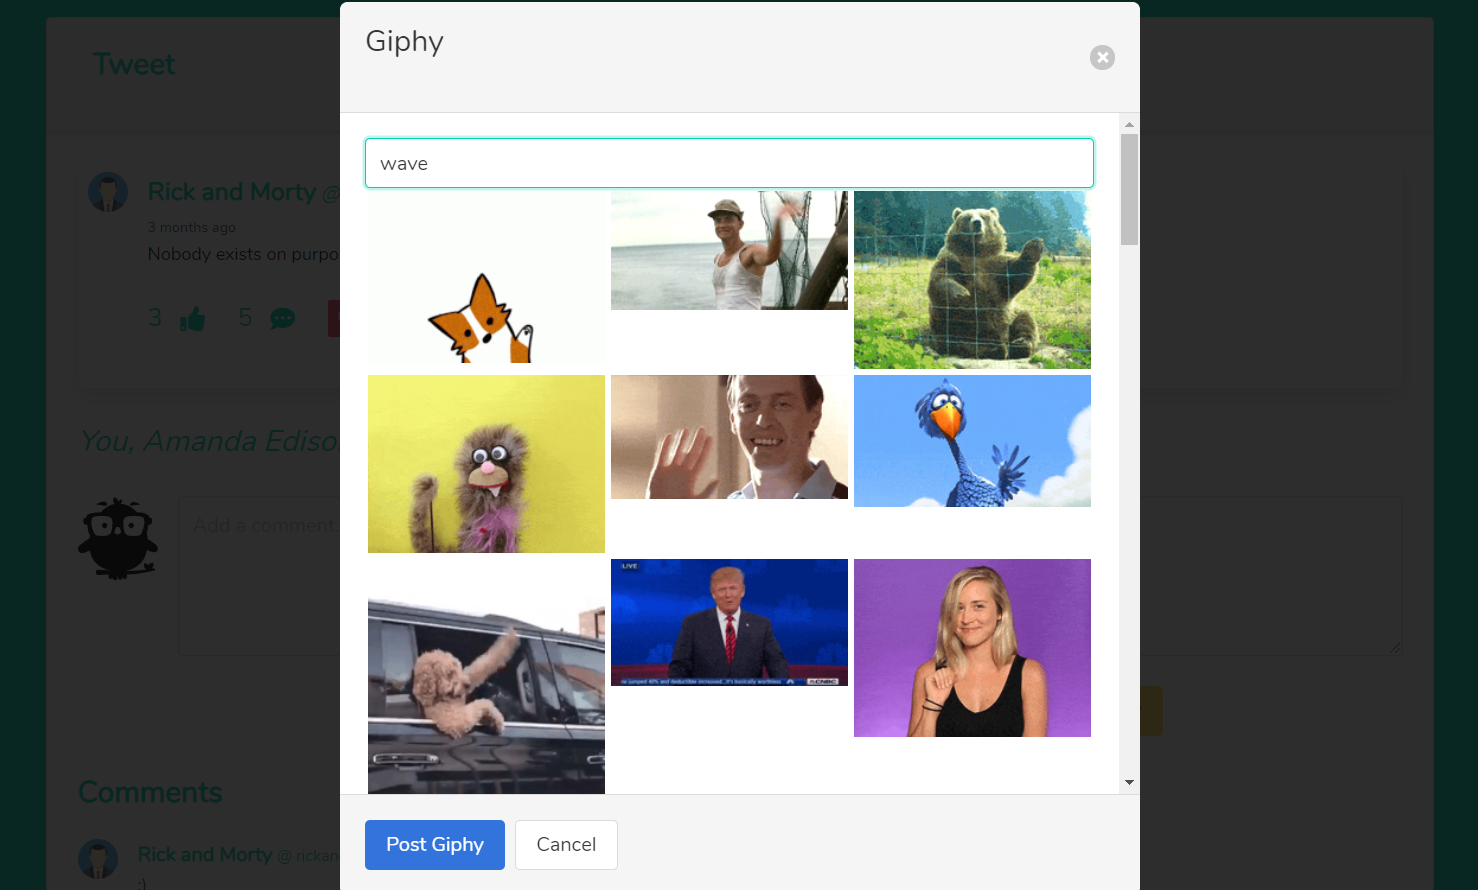 Giphy
Tweet
wave
Rick and Morty @
3 months ago
Nobody exists on purpo
3
5
You, Amanda Ediso
Add a comment.
LIVE
CNBC
Comments
Rick and Morty @rickan
:)
Post Giphy
Cancel